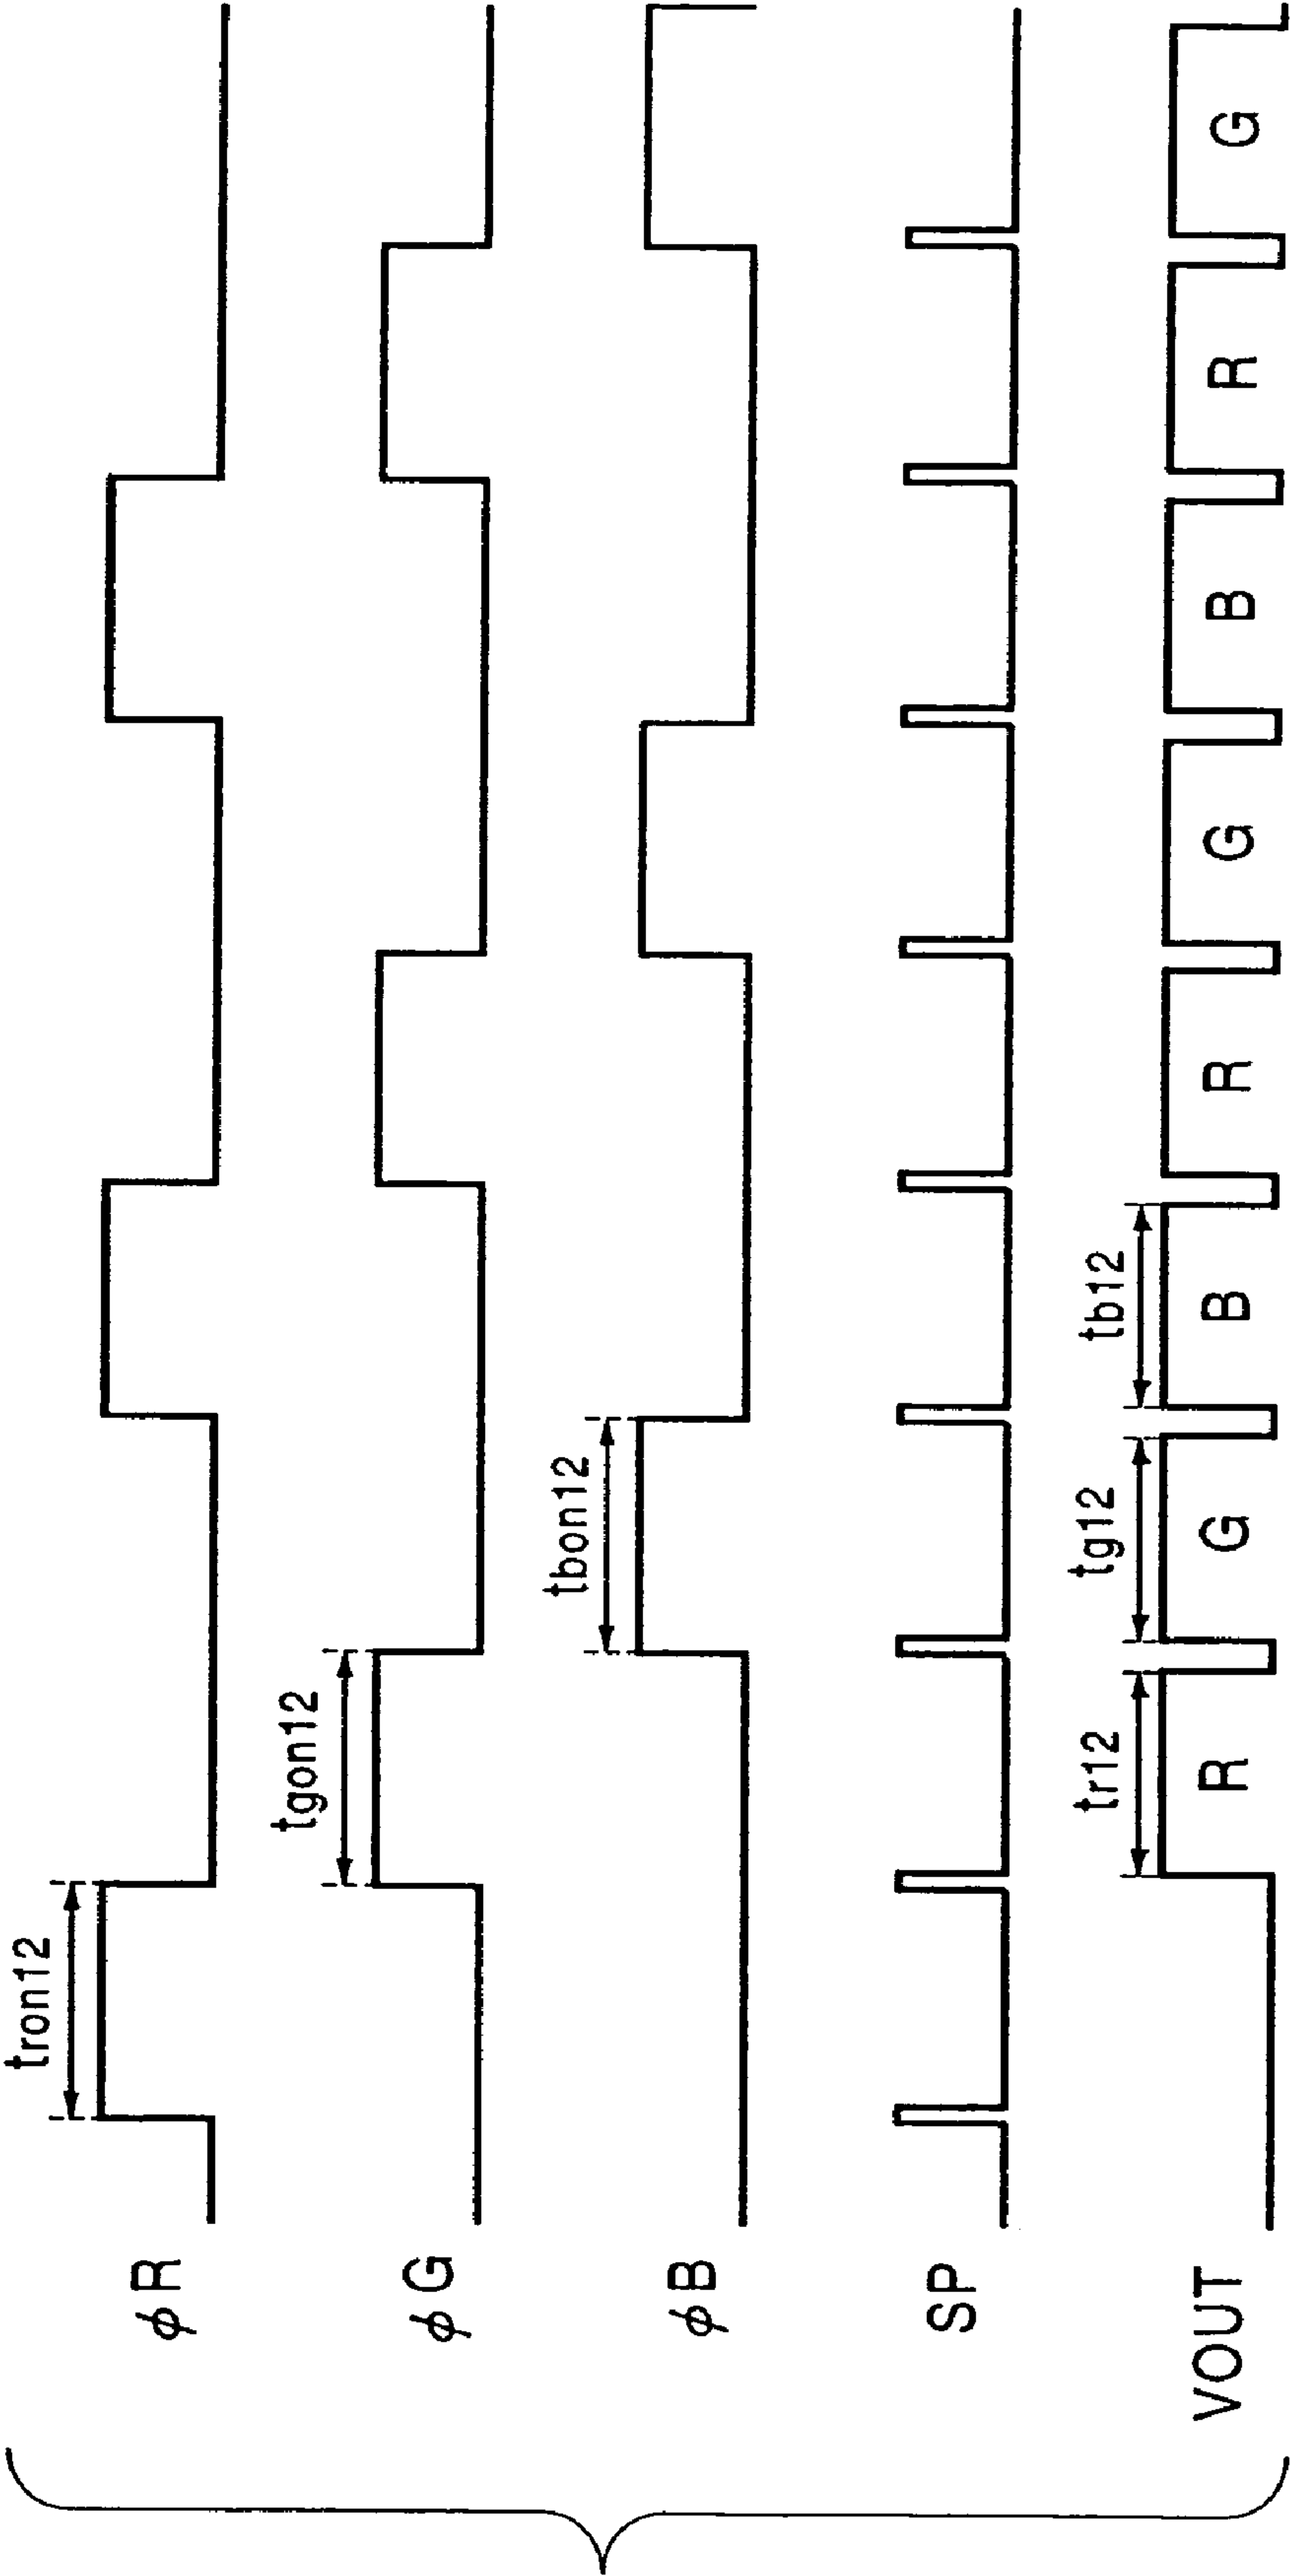 φR
tron12
φG
tgon12
φB
tbon12
SP
VOUT
tr12
tg12
tb12
R G B R G B R G